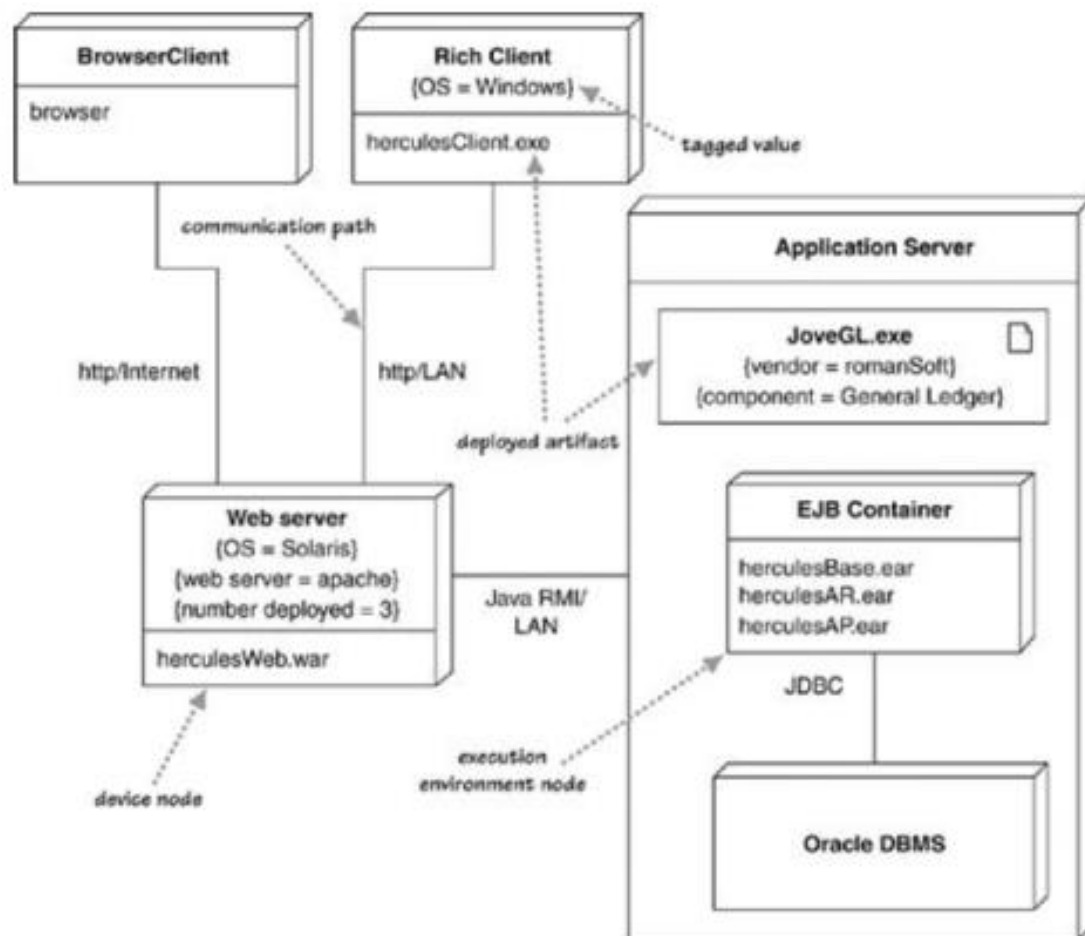 BrowserClient
browser
Rich Client
{OS = Windows}
herculesClient.exe
tagged value
communication path
Application Server
JoveGL.exe
{vendor = romanSoft}
{component = General Ledger}
http/Internet
http/LAN
deployed artifact
Web server
{OS = Solaris}
{web server = apache}
{number deployed = 3}
herculesWeb.war
Java RMI/
LAN
EJB Container
herculesBase.ear
herculesAR.ear
herculesAP.ear
JDBC
device node
execution
environment node
Oracle DBMS